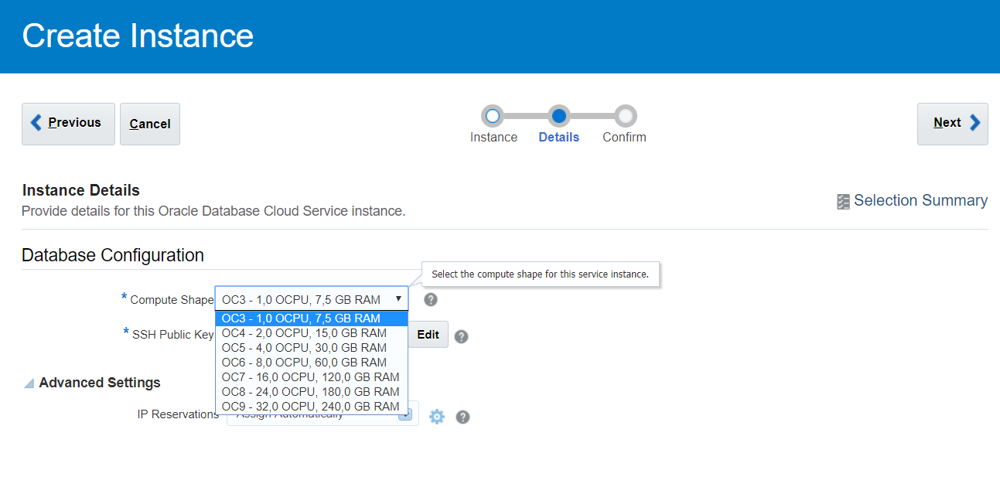 Create Instance
Previous
Cancel
Instance
Details
Confirm
Next
Instance Details
Provide details for this Oracle Database Cloud Service instance.
Selection Summary
Database Configuration
Select the compute shape for this service instance.
* Compute Shape OC3 - 1,0 OCPU, 7,5 GB RAM
OC3 - 1,0 OCPU, 7,5 GB RAM
* SSH Public Key OC4 - 2,0 OCPU, 15,0 GB RAM Edit
OC5 - 4,0 OCPU, 30,0 GB RAM
OC6 - 8,0 OCPU, 60,0 GB RAM
Advanced Settings OC7 - 16,0 OCPU, 120,0 GB RAM
OC8 - 24,0 OCPU, 180,0 GB RAM
OC9 - 32,0 OCPU, 240,0 GB RAM
IP Reservations Assign Automatically